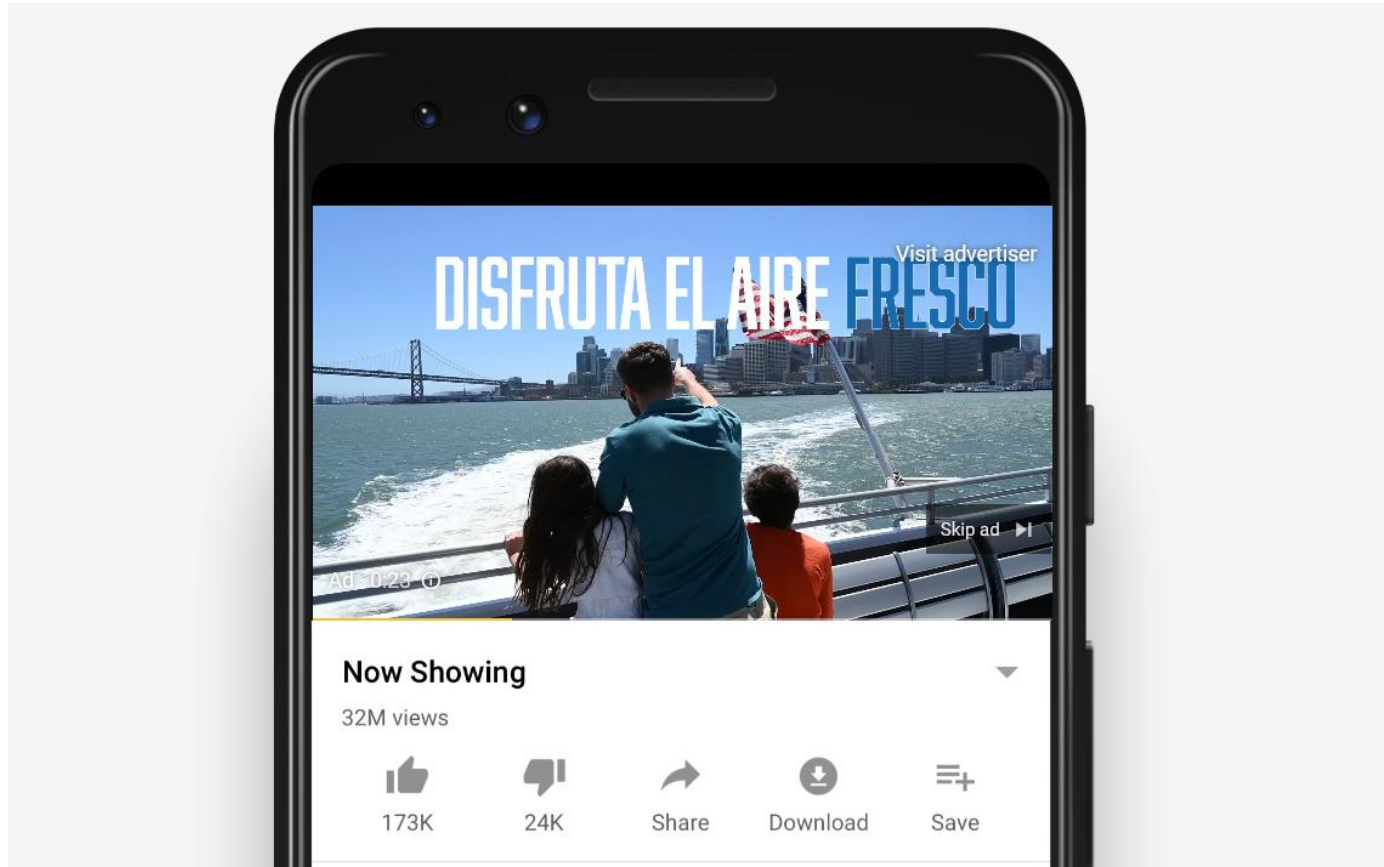 Visit advertiser
DISFRUTA EL AIRE FRESCO
Skip ad
Ad · 0:23
Now Showing
32M views
173K 24K Share Download Save